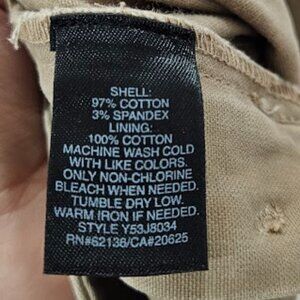 SHELL:
97% COTTON
3% SPANDEX
LINING:
100% COTTON
MACHINE WASH COLD
WITH LIKE COLORS.
ONLY NON-CHLORINE
BLEACH WHEN NEEDED.
TUMBLE DRY LOW.
WARM IRON IF NEEDED.
STYLE Y53J8034
RN#62136/CA#20625